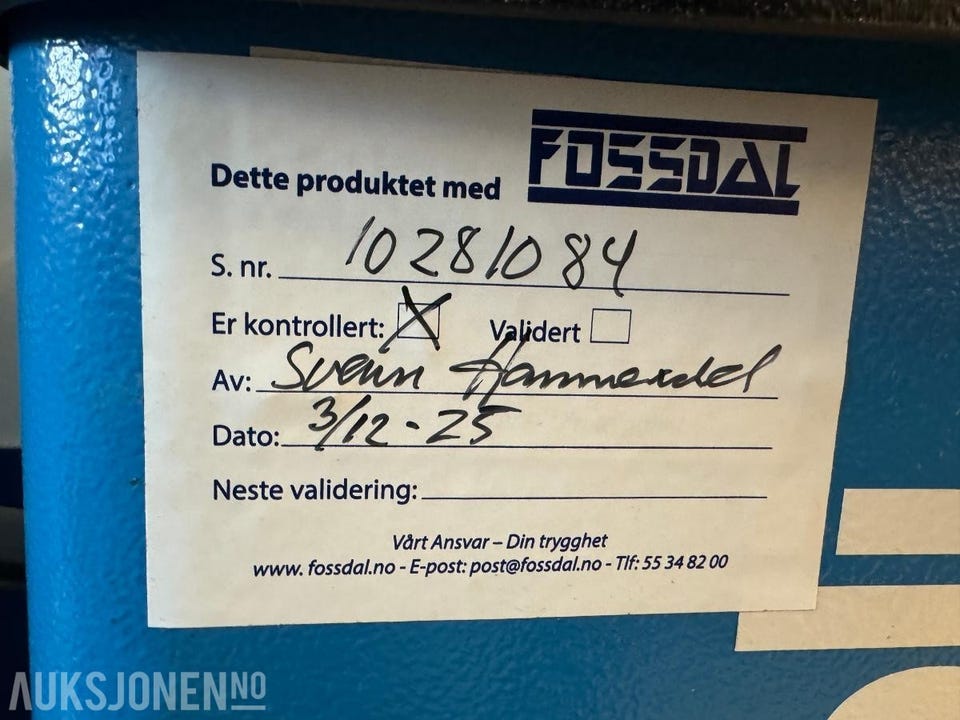 FOSSDAL
Dette produktet med
S. nr. 10281084
Er kontrollert: X Validert
Av: Svein
Dato: 3/12-25
Neste validering:
Vårt Ansvar – Din trygghet
www. fossdal.no - E-post: post@fossdal.no - Tlf: 55 34 82 00
AUKSJONEN NO